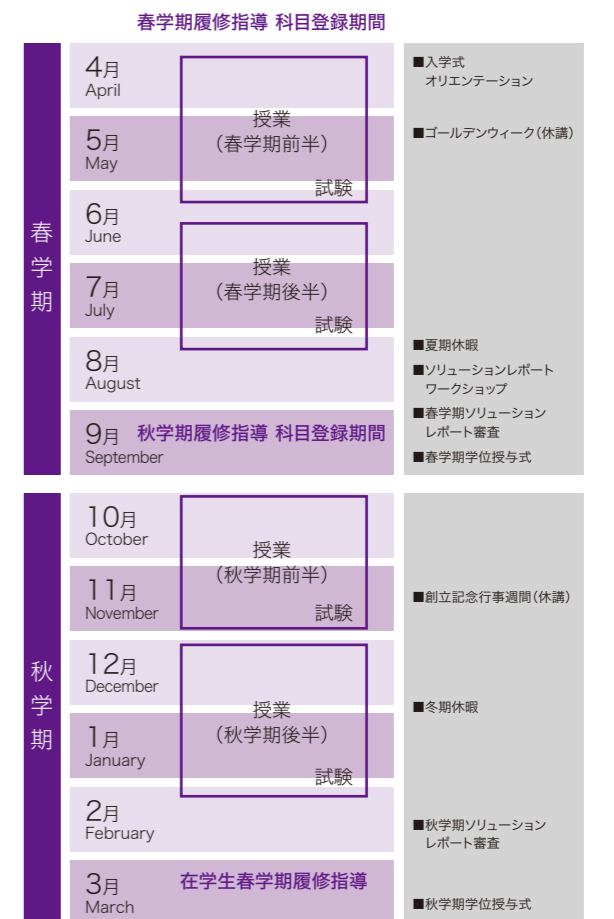 春学期履修指導 科目登録期間
春学期
4月
April
5月
May
授業
(春学期前半)
試験
6月
June
7月
July
授業
(春学期後半)
試験
8月
August
9月
September
秋学期履修指導 科目登録期間
■入学式
オリエンテーション
■ゴールデンウィーク(休講)
■夏期休暇
■ソリューションレポート
ワークショップ
■春学期ソリューション
レポート審査
■春学期学位授与式
秋学期
10月
October
11月
November
授業
(秋学期前半)
試験
12月
December
1月
January
授業
(秋学期後半)
試験
2月
February
3月
March
在学生春学期履修指導
■創立記念行事週間(休講)
■冬期休暇
■秋学期ソリューション
レポート審査
■秋学期学位授与式